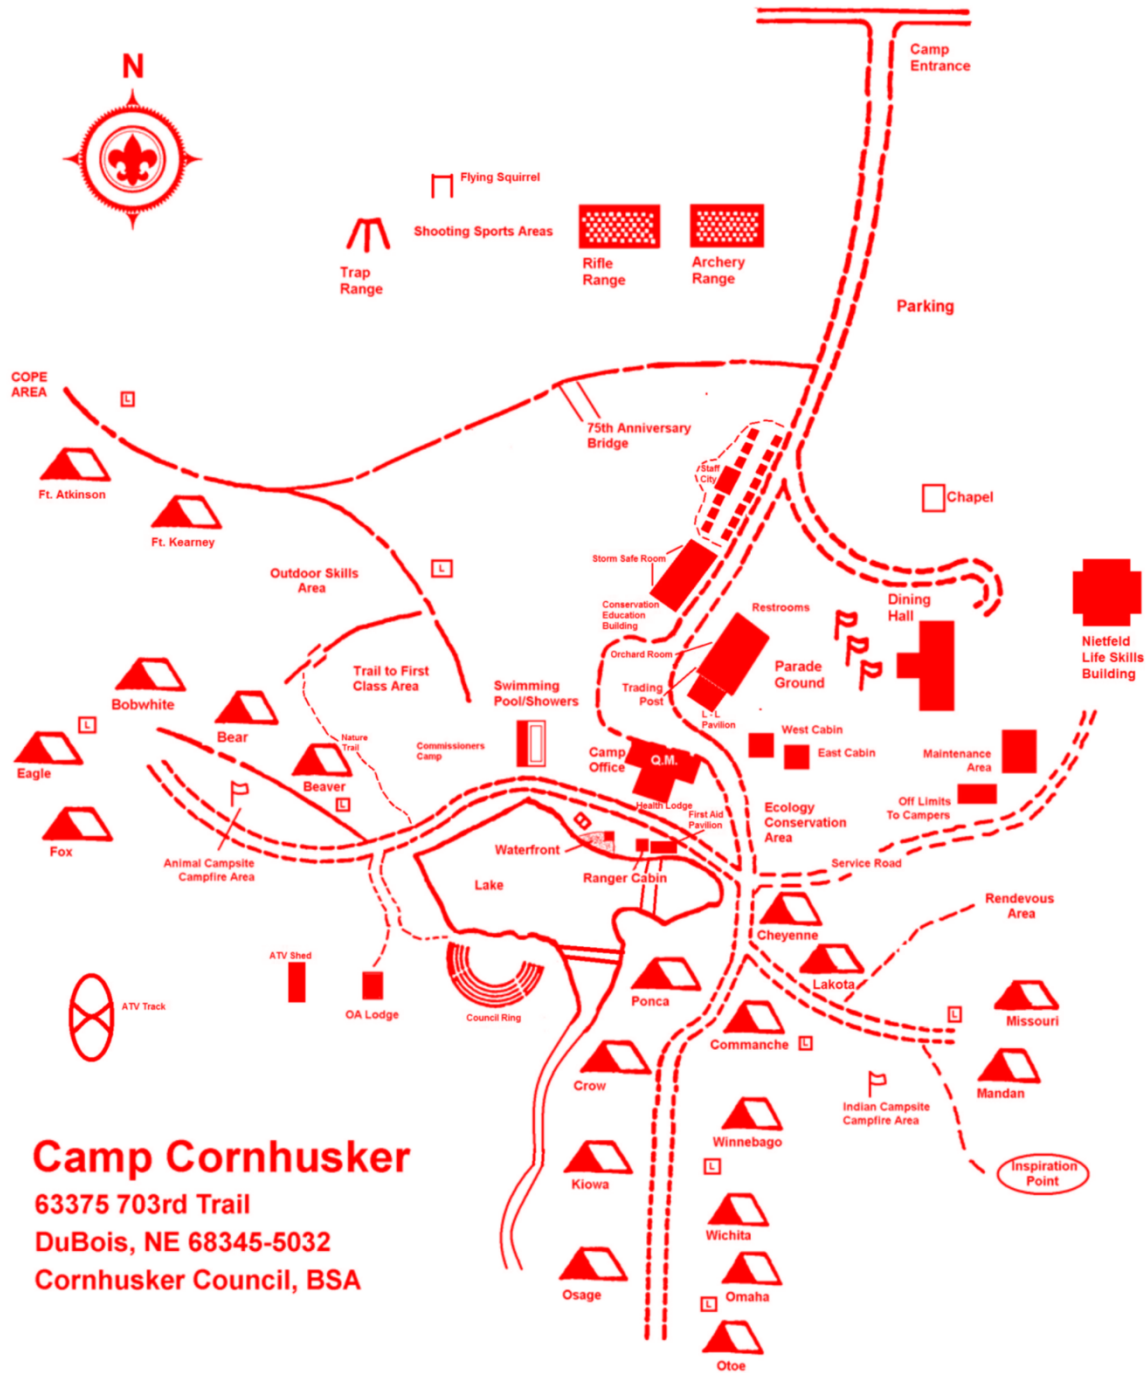 Camp
Entrance
N
Flying Squirrel
Shooting Sports Areas
Trap
Range
Rifle
Range
Archery
Range
Parking
COPE
AREA
L
75th Anniversary
Bridge
Ft. Atkinson
Ft. Kearney
Staff
City
Chapel
Outdoor Skills
Area
L
Storm Safe Room
Conservation
Education
Building
Restrooms
Dining
Hall
Nietfeld
Life Skills
Building
Orchard Room
Parade
Ground
Trading
Post
L - L
Pavilion
Trail to First
Class Area
Swimming
Pool/Showers
Bobwhite
Bear
L
Eagle
Nature
Trail
Commissioners
Camp
Beaver
L
Camp
Office
Q.M.
West Cabin
East Cabin
Maintenance
Area
Off Limits
To Campers
Health Lodge
First Aid
Pavilion
Ecology
Conservation
Area
Fox
Animal Campsite
Campfire Area
Waterfront
Ranger Cabin
Service Road
Lake
Rendevous
Area
Cheyenne
ATV Shed
Lakota
Ponca
ATV Track
OA Lodge
Council Ring
Commanche
L
L
Missouri
Crow
Mandan
Indian Campsite
Campfire Area
Winnebago
Camp Cornhusker
63375 703rd Trail
DuBois, NE 68345-5032
Cornhusker Council, BSA
Kiowa
L
Inspiration
Point
Wichita
Osage
Omaha
L
Otoe